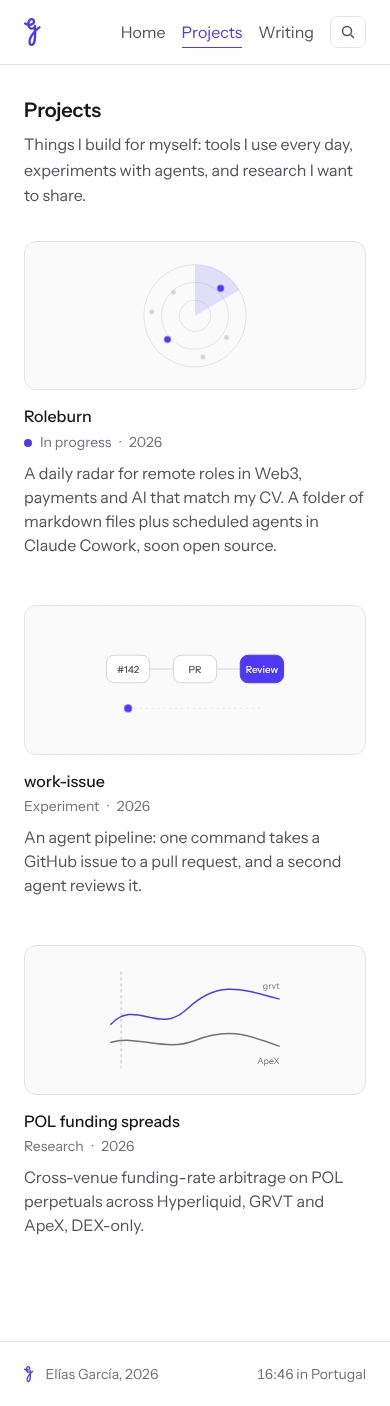 Home Projects Writing
Projects
Things I build for myself: tools I use every day,
experiments with agents, and research I want
to share.
Roleburn
In progress · 2026
A daily radar for remote roles in Web3,
payments and AI that match my CV. A folder of
markdown files plus scheduled agents in
Claude Cowork, soon open source.
#142 PR Review
work-issue
Experiment · 2026
An agent pipeline: one command takes a
GitHub issue to a pull request, and a second
agent reviews it.
grvt
ApeX
POL funding spreads
Research · 2026
Cross-venue funding-rate arbitrage on POL
perpetuals across Hyperliquid, GRVT and
ApeX, DEX-only.
Elías García, 2026 16:46 in Portugal